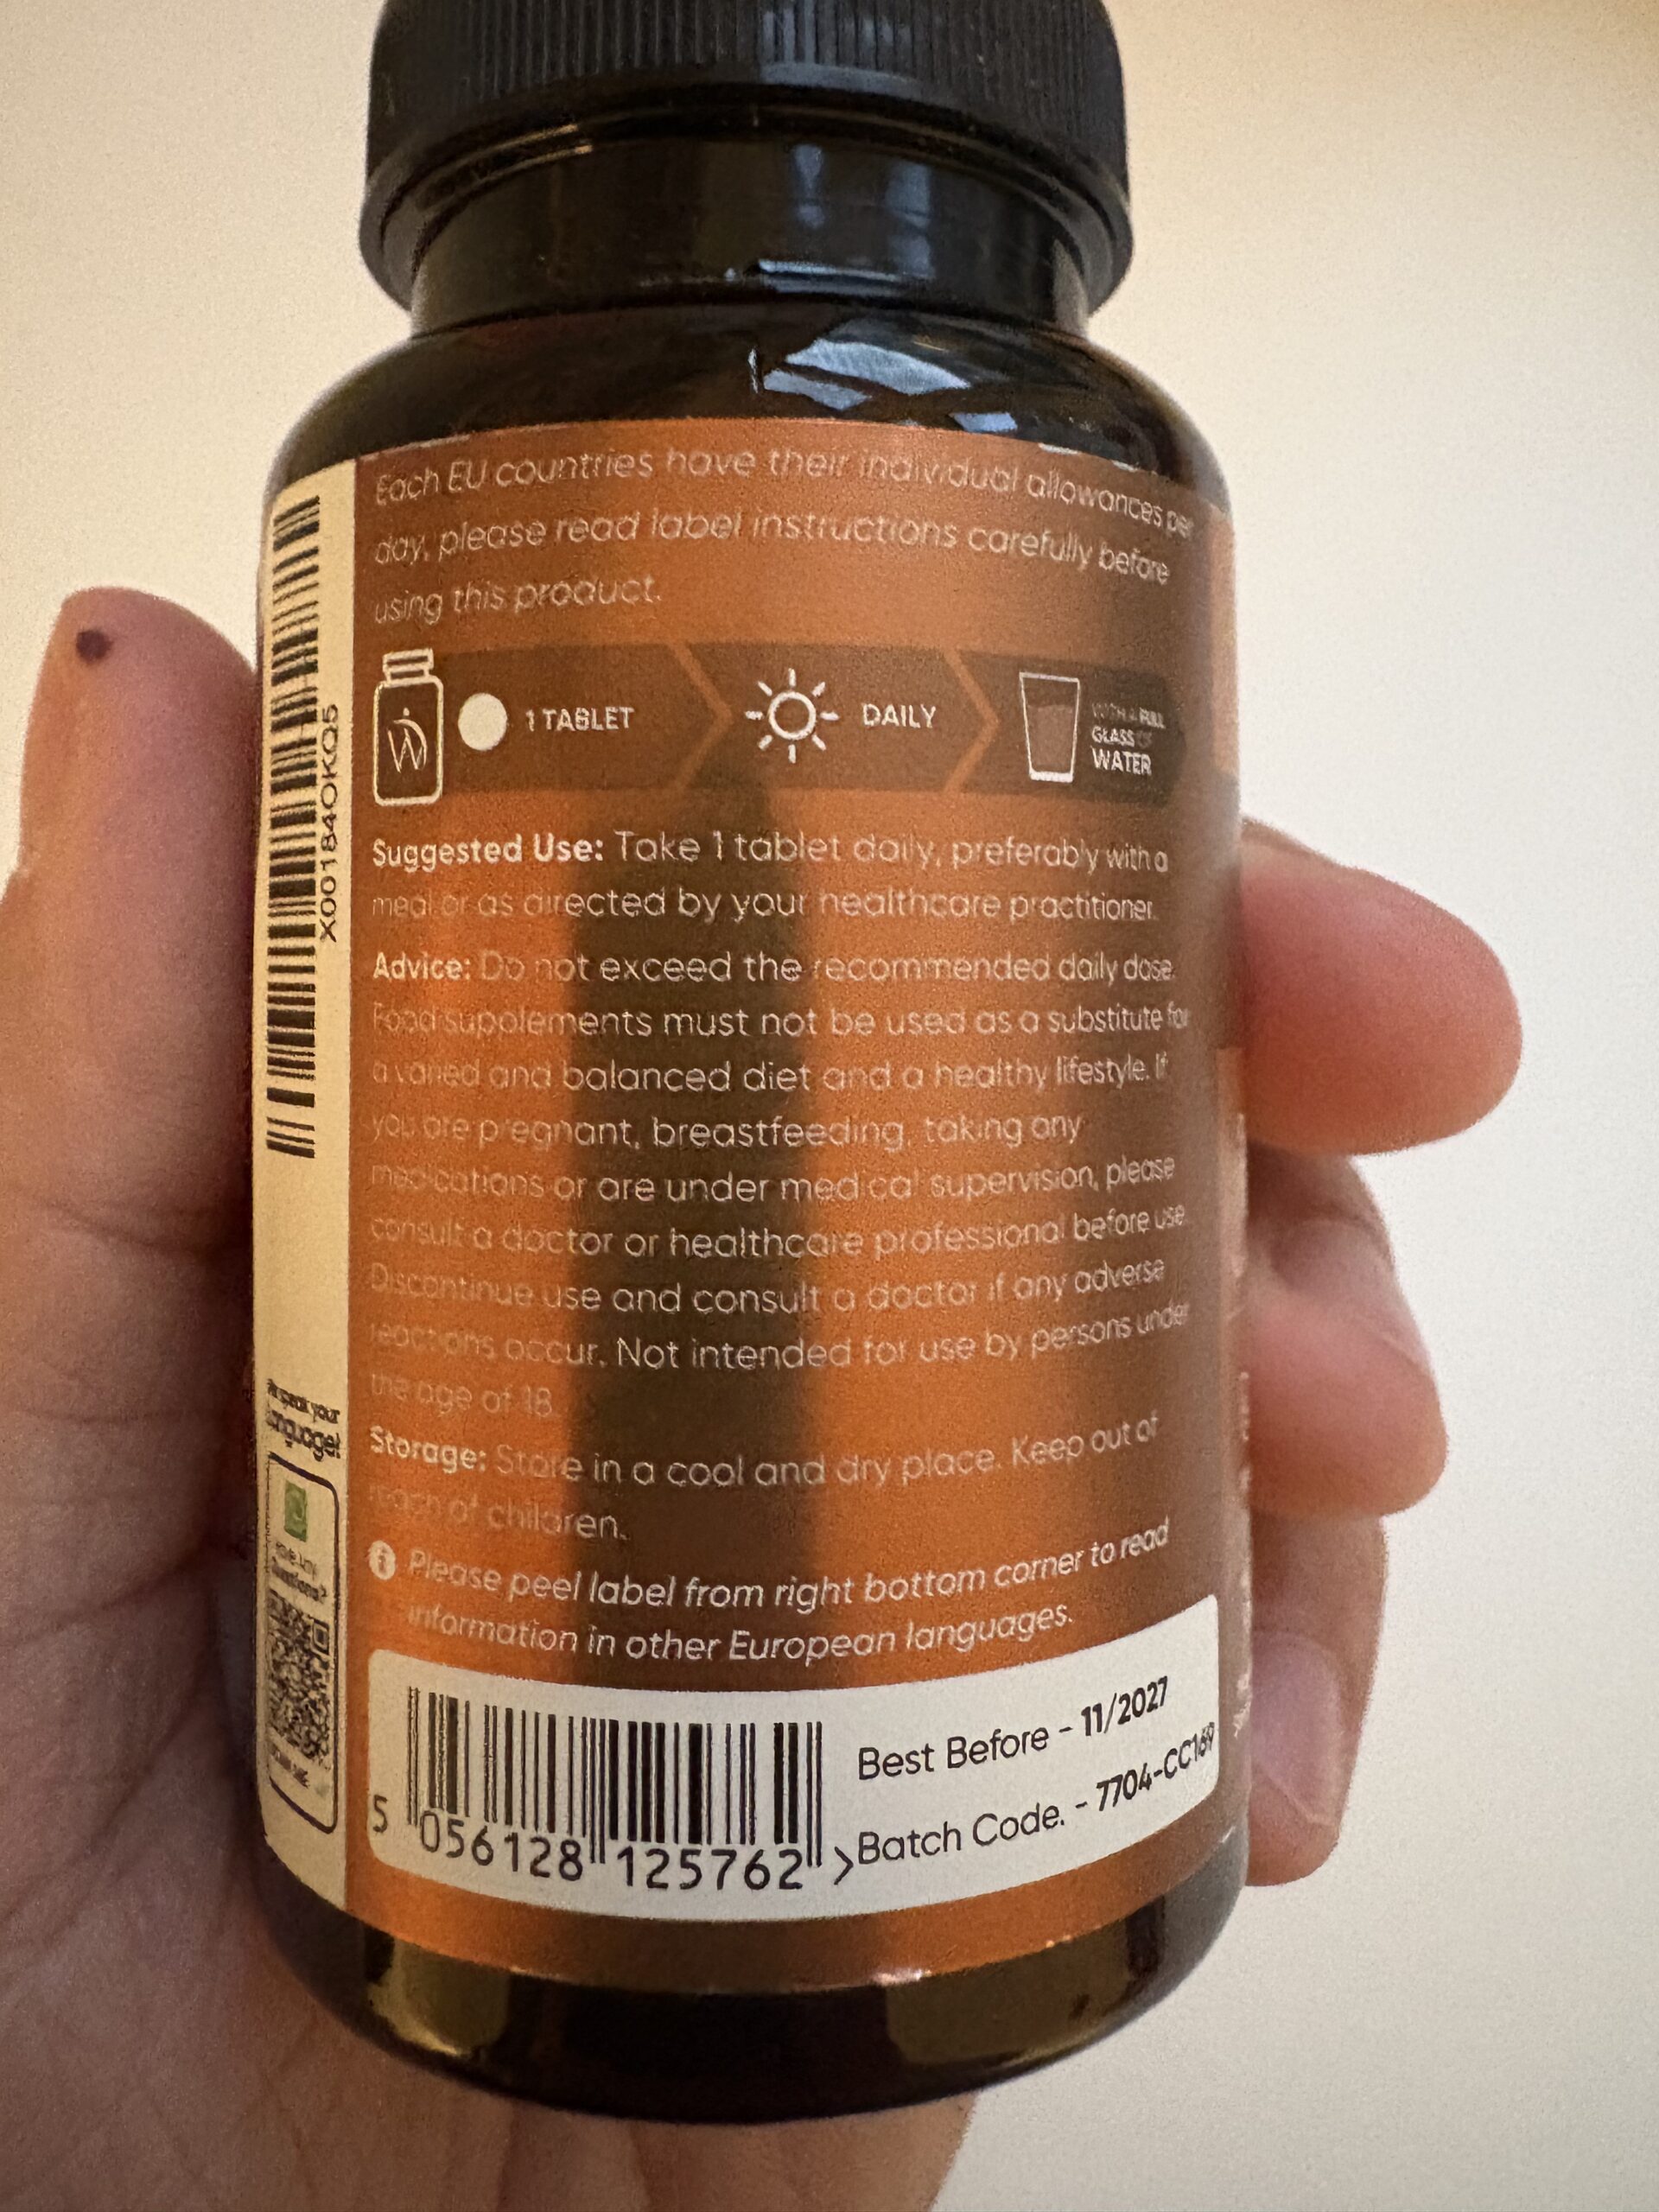 Each EU countries have their individual allowances per
day, please read label instructions carefully before
using this product.
1 TABLET
DAILY
WITH A FULL
GLASS OF
WATER
Suggested Use: Take 1 tablet daily, preferably with a
meal or as directed by your healthcare practitioner.
Advice: Do not exceed the recommended daily dose.
Food supplements must not be used as a substitute for
a varied and balanced diet and a healthy lifestyle. If
you are pregnant, breastfeeding, taking any
medications or are under medical supervision, please
consult a doctor or healthcare professional before use.
Discontinue use and consult a doctor if any adverse
reactions occur. Not intended for use by persons under
the age of 18.
Storage: Store in a cool and dry place. Keep out of
reach of children.
Please peel label from right bottom corner to read
information in other European languages.
5 056128 125762 >
Best Before - 11/2027
Batch Code. - 7704-CC169
X00184OKQ5
We speak your
language!
Have any
Questions?
SCAN ME